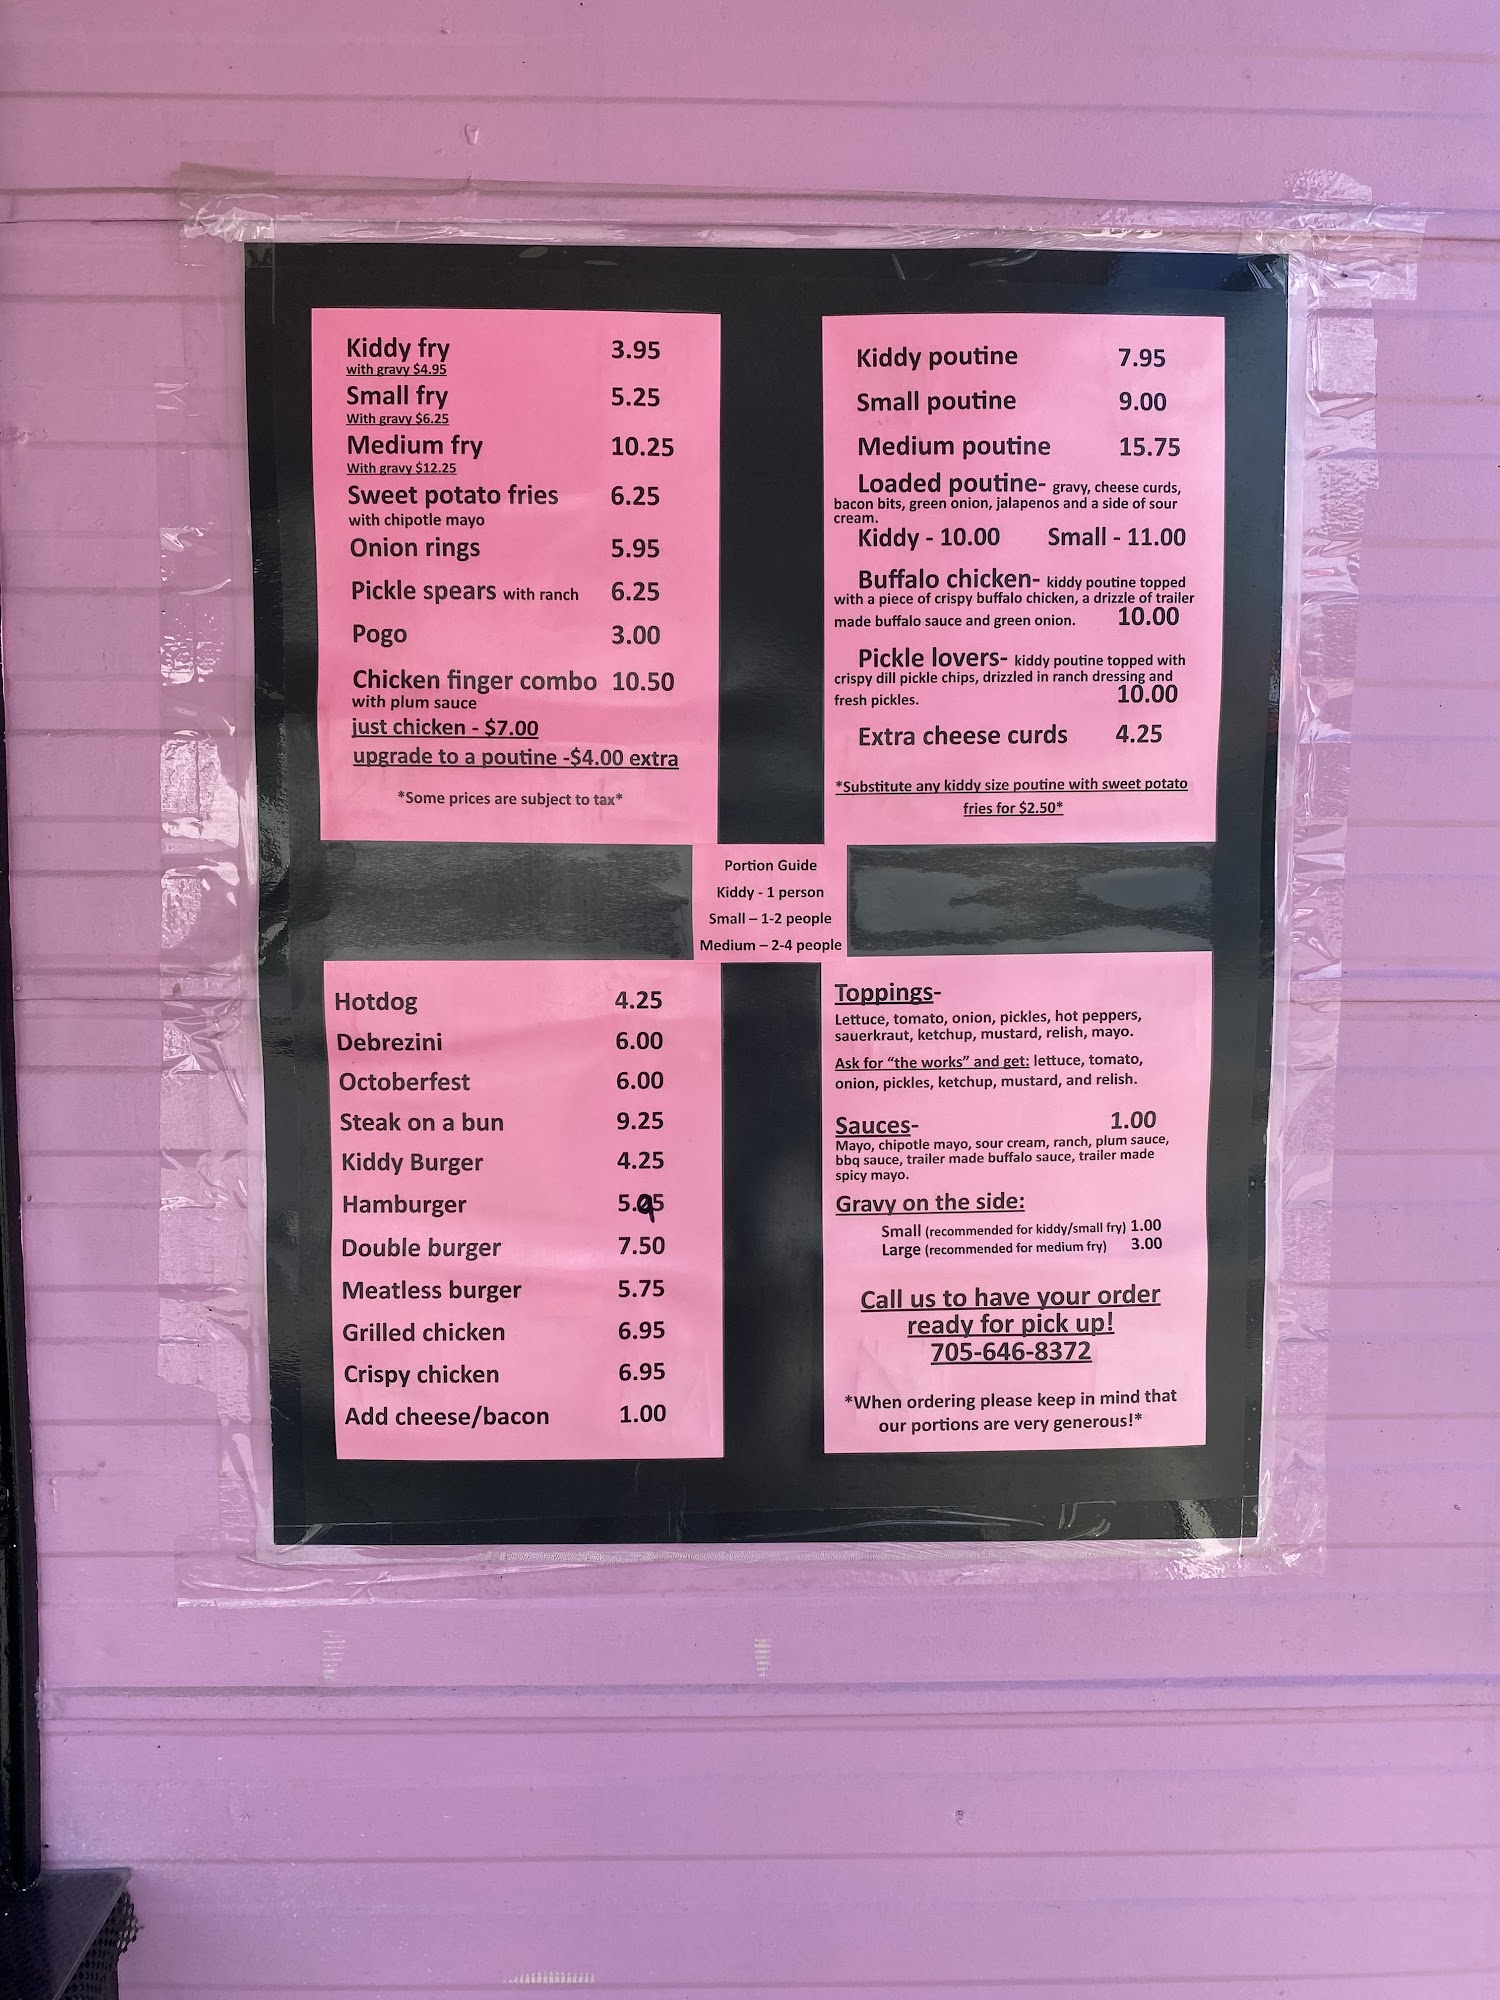 Kiddy fry 3.95
with gravy $4.95
Small fry 5.25
With gravy $6.25
Medium fry 10.25
With gravy $12.25
Sweet potato fries 6.25
with chipotle mayo
Onion rings 5.95
Pickle spears with ranch 6.25
Pogo 3.00
Chicken finger combo 10.50
with plum sauce
just chicken - $7.00
upgrade to a poutine -$4.00 extra
*Some prices are subject to tax*
Kiddy poutine 7.95
Small poutine 9.00
Medium poutine 15.75
Loaded poutine- gravy, cheese curds,
bacon bits, green onion, jalapenos and a side of sour
cream.
Kiddy - 10.00 Small - 11.00
Buffalo chicken- kiddy poutine topped
with a piece of crispy buffalo chicken, a drizzle of trailer
made buffalo sauce and green onion. 10.00
Pickle lovers- kiddy poutine topped with
crispy dill pickle chips, drizzled in ranch dressing and
fresh pickles. 10.00
Extra cheese curds 4.25
*Substitute any kiddy size poutine with sweet potato
fries for $2.50*
Portion Guide
Kiddy - 1 person
Small – 1-2 people
Medium – 2-4 people
Hotdog 4.25
Debrezini 6.00
Octoberfest 6.00
Steak on a bun 9.25
Kiddy Burger 4.25
Hamburger 5.95
Double burger 7.50
Meatless burger 5.75
Grilled chicken 6.95
Crispy chicken 6.95
Add cheese/bacon 1.00
Toppings-
Lettuce, tomato, onion, pickles, hot peppers,
sauerkraut, ketchup, mustard, relish, mayo.
Ask for “the works” and get: lettuce, tomato,
onion, pickles, ketchup, mustard, and relish.
Sauces- 1.00
Mayo, chipotle mayo, sour cream, ranch, plum sauce,
bbq sauce, trailer made buffalo sauce, trailer made
spicy mayo.
Gravy on the side:
Small (recommended for kiddy/small fry) 1.00
Large (recommended for medium fry) 3.00
Call us to have your order
ready for pick up!
705-646-8372
*When ordering please keep in mind that
our portions are very generous!*